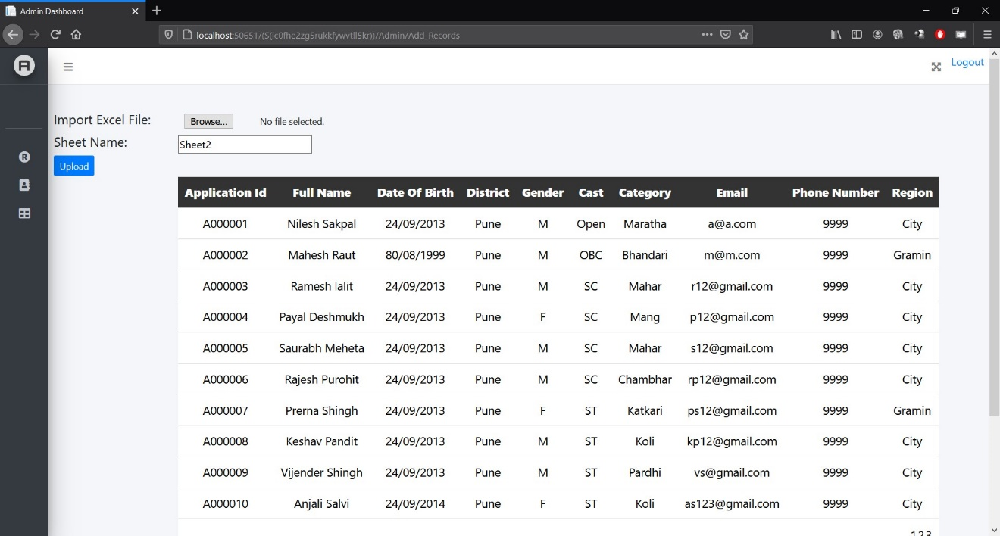 Admin Dashboard
localhost:50651/(S(ic0fhe2zg5rukkfywvtll5kr))/Admin/Add_Records
A
Logout
Import Excel File: Browse... No file selected.
Sheet Name: Sheet2
R
Upload
Application Id Full Name Date Of Birth District Gender Cast Category Email Phone Number Region
A000001 Nilesh Sakpal 24/09/2013 Pune M Open Maratha a@a.com 9999 City
A000002 Mahesh Raut 80/08/1999 Pune M OBC Bhandari m@m.com 9999 Gramin
A000003 Ramesh lalit 24/09/2013 Pune M SC Mahar r12@gmail.com 9999 City
A000004 Payal Deshmukh 24/09/2013 Pune F SC Mang p12@gmail.com 9999 City
A000005 Saurabh Meheta 24/09/2013 Pune M SC Mahar s12@gmail.com 9999 City
A000006 Rajesh Purohit 24/09/2013 Pune M SC Chambhar rp12@gmail.com 9999 City
A000007 Prerna Shingh 24/09/2013 Pune F ST Katkari ps12@gmail.com 9999 Gramin
A000008 Keshav Pandit 24/09/2013 Pune M ST Koli kp12@gmail.com 9999 City
A000009 Vijender Shingh 24/09/2013 Pune M ST Pardhi vs@gmail.com 9999 City
A000010 Anjali Salvi 24/09/2014 Pune F ST Koli as123@gmail.com 9999 City
123